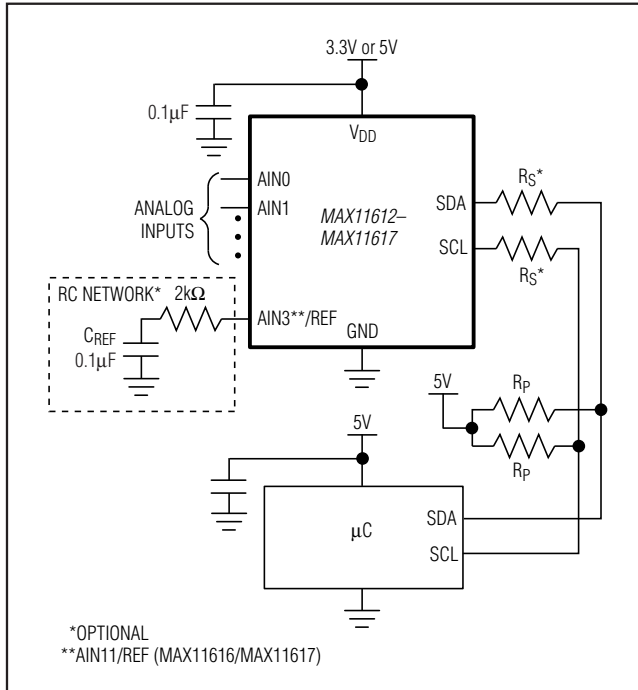 3.3V or 5V
0.1μF
VDD
AIN0
ANALOG
INPUTS
AIN1
MAX11612–
MAX11617
SDA
RS*
SCL
RS*
RC NETWORK*
2kΩ
CREF
0.1μF
AIN3**/REF
GND
5V
RP
RP
5V
μC
SDA
SCL
*OPTIONAL
**AIN11/REF (MAX11616/MAX11617)